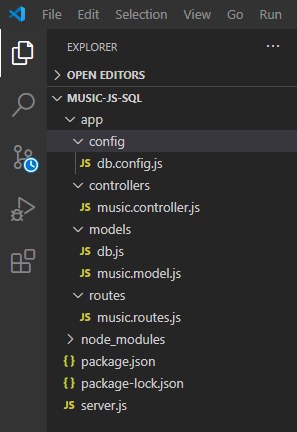 File Edit Selection View Go Run
EXPLORER ...
OPEN EDITORS
MUSIC-JS-SQL
app
config
JS db.config.js
controllers
JS music.controller.js
models
JS db.js
JS music.model.js
routes
JS music.routes.js
node_modules
{ } package.json
{ } package-lock.json
JS server.js